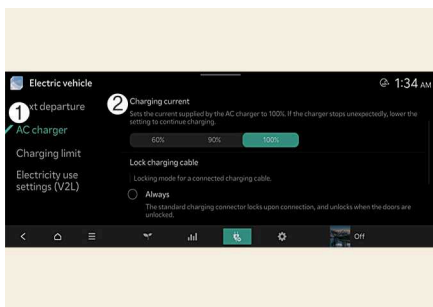 Electric vehicle
1:34 AM
1
xt departure
AC charger
Charging limit
Electricity use
settings (V2L)
2
Charging current
Sets the current supplied by the AC charger to 100%. If the charger stops unexpectedly, lower the
setting to continue charging.
60% 90% 100%
Lock charging cable
Locking mode for a connected charging cable.
Always
The standard charging connector locks upon connection, and unlocks when the doors are
unlocked.
Off